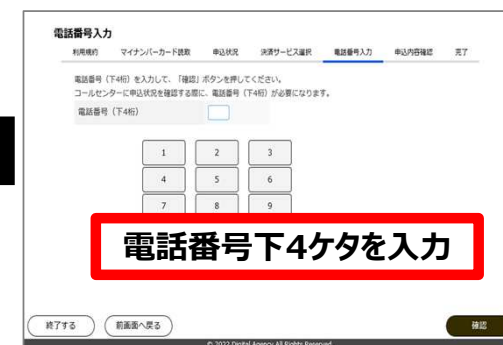 電話番号入力
利用規約 マイナンバーカード読取 申込状況 決済サービス選択 電話番号入力 申込内容確認 完了
電話番号（下4桁）を入力して、「確認」ボタンを押してください。
コールセンターに申込状況を確認する際に、電話番号（下4桁）が必要になります。
電話番号（下4桁）
1 2 3
4 5 6
7 8 9
電話番号下4ケタを入力
終了する 前画面へ戻る 確認
© 2022 Digital Agency All Rights Reserved